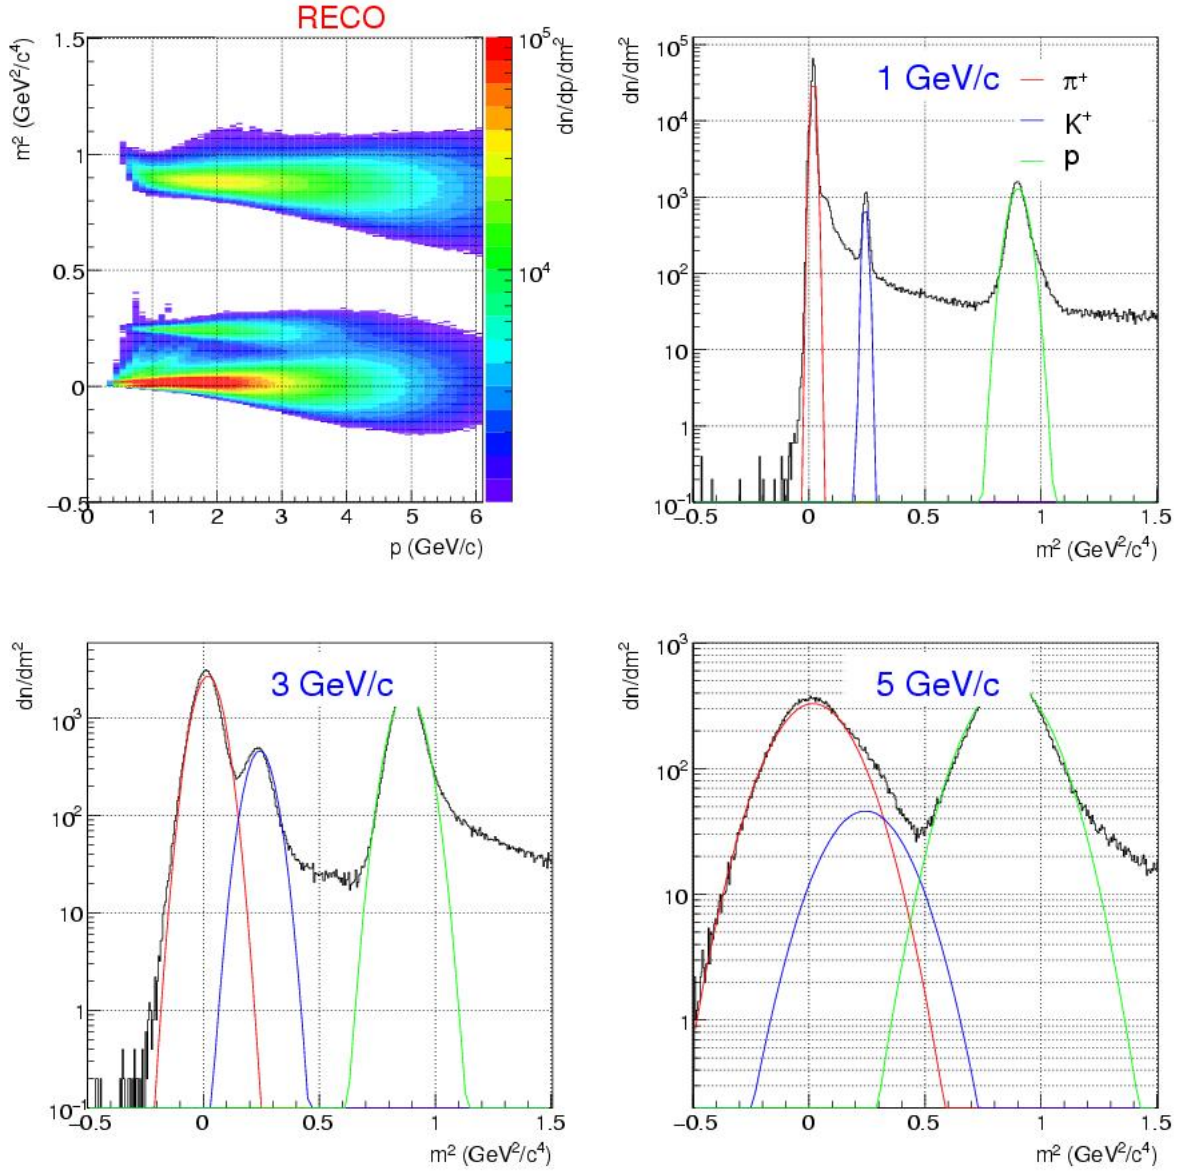 RECO
m² (GeV²/c⁴)
1.5
1
0.5
0
−0.5
0 1 2 3 4 5 6
p (GeV/c)
10⁵
10⁴
dn/dp/dm²
dn/dm²
1 GeV/c
π⁺
K⁺
p
10⁵
10⁴
10³
10²
10
1
10⁻¹
−0.5 0 0.5 1 1.5
m² (GeV²/c⁴)
dn/dm²
3 GeV/c
10³
10²
10
1
10⁻¹
−0.5 0 0.5 1 1.5
m² (GeV²/c⁴)
dn/dm²
5 GeV/c
10³
10²
10
1
−0.5 0 0.5 1 1.5
m² (GeV²/c⁴)